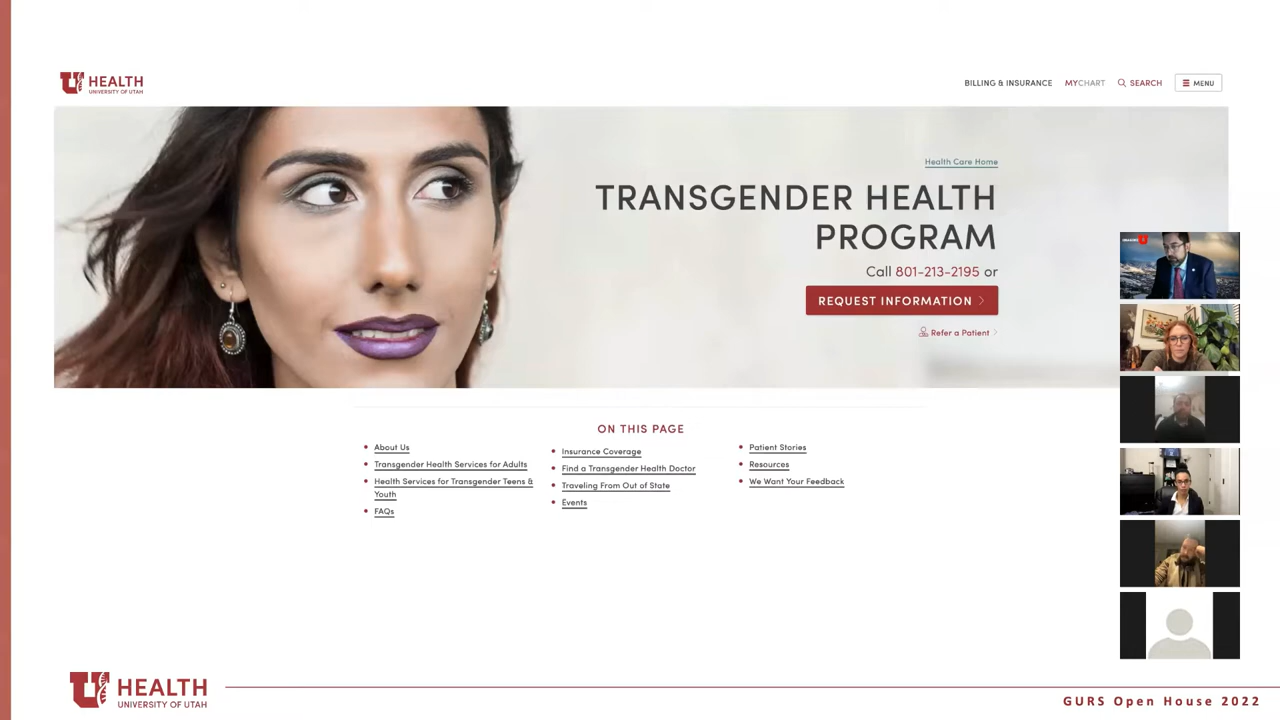 U HEALTH
UNIVERSITY OF UTAH
BILLING & INSURANCE MYCHART SEARCH MENU
Health Care Home
TRANSGENDER HEALTH
PROGRAM
Call 801-213-2195 or
REQUEST INFORMATION
Refer a Patient
ON THIS PAGE
About Us
Transgender Health Services for Adults
Health Services for Transgender Teens &
Youth
FAQs
Insurance Coverage
Find a Transgender Health Doctor
Traveling From Out of State
Events
Patient Stories
Resources
We Want Your Feedback
U HEALTH
UNIVERSITY OF UTAH
GURS Open House 2022